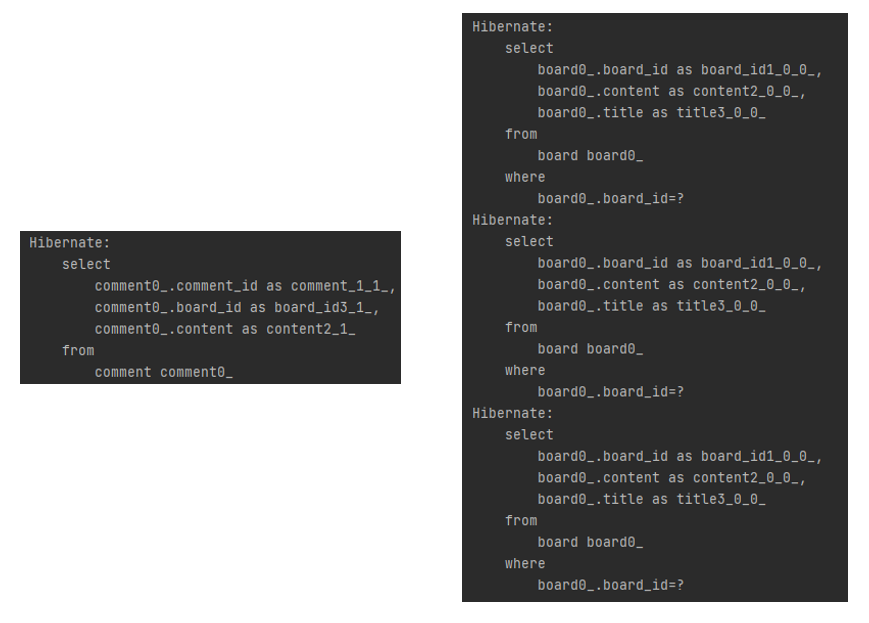 Hibernate:
    select
        comment0_.comment_id as comment_1_1_,
        comment0_.board_id as board_id3_1_,
        comment0_.content as content2_1_
    from
        comment comment0_
Hibernate:
    select
        board0_.board_id as board_id1_0_0_,
        board0_.content as content2_0_0_,
        board0_.title as title3_0_0_
    from
        board board0_
    where
        board0_.board_id=?
Hibernate:
    select
        board0_.board_id as board_id1_0_0_,
        board0_.content as content2_0_0_,
        board0_.title as title3_0_0_
    from
        board board0_
    where
        board0_.board_id=?
Hibernate:
    select
        board0_.board_id as board_id1_0_0_,
        board0_.content as content2_0_0_,
        board0_.title as title3_0_0_
    from
        board board0_
    where
        board0_.board_id=?